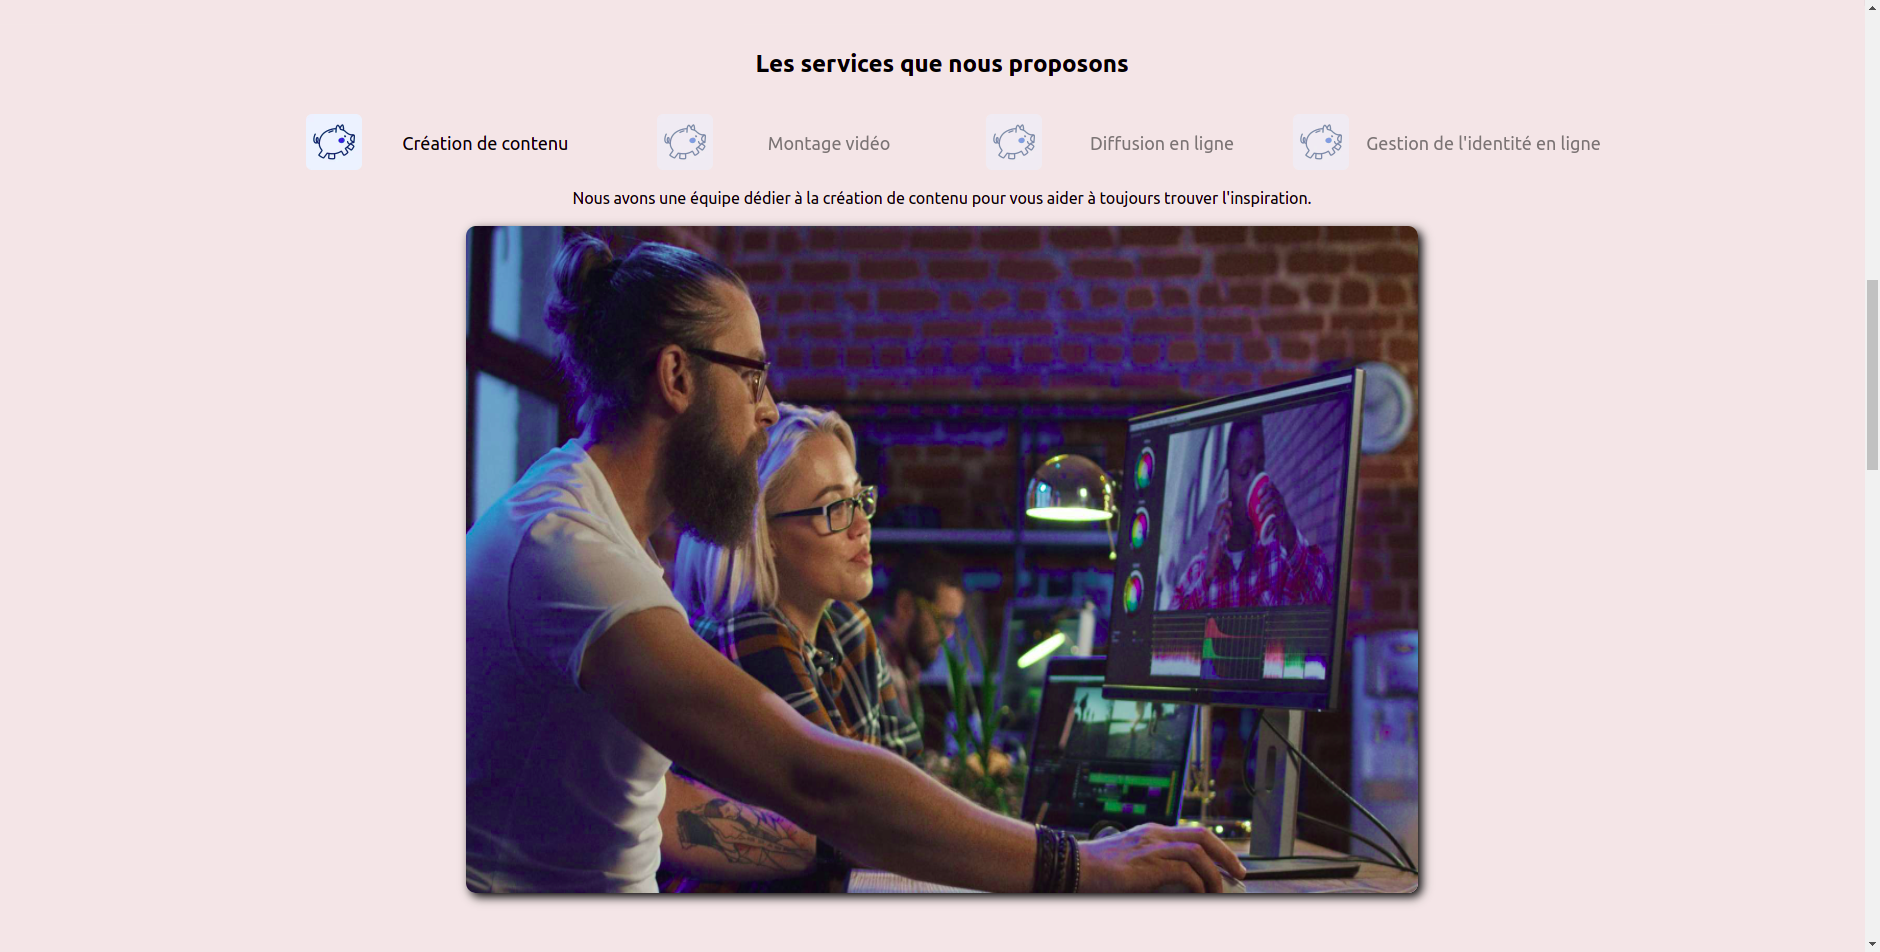 Les services que nous proposons
Création de contenu
Montage vidéo
Diffusion en ligne
Gestion de l'identité en ligne
Nous avons une équipe dédier à la création de contenu pour vous aider à toujours trouver l'inspiration.